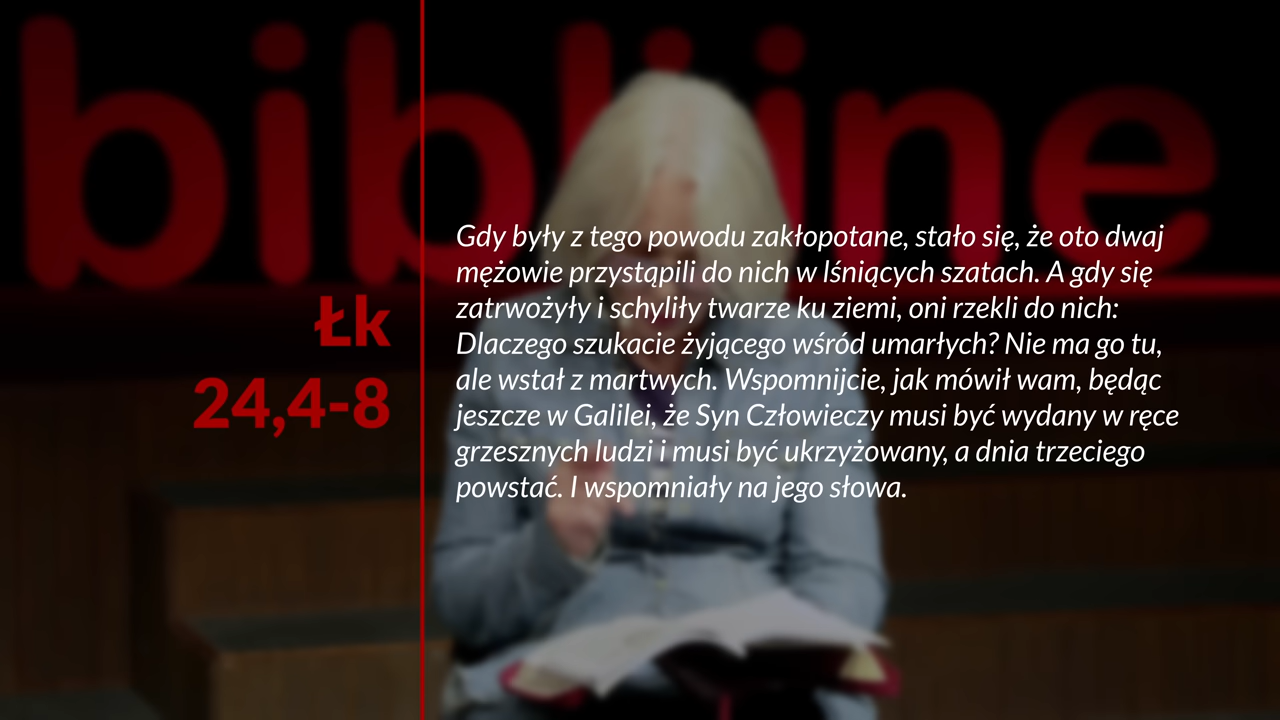 biblijne
Łk
24,4-8
Gdy były z tego powodu zakłopotane, stało się, że oto dwaj
mężowie przystąpili do nich w lśniących szatach. A gdy się
zatrwożyły i schyliły twarze ku ziemi, oni rzekli do nich:
Dlaczego szukacie żyjącego wśród umarłych? Nie ma go tu,
ale wstał z martwych. Wspomnijcie, jak mówił wam, będąc
jeszcze w Galilei, że Syn Człowieczy musi być wydany w ręce
grzesznych ludzi i musi być ukrzyżowany, a dnia trzeciego
powstać. I wspomniały na jego słowa.